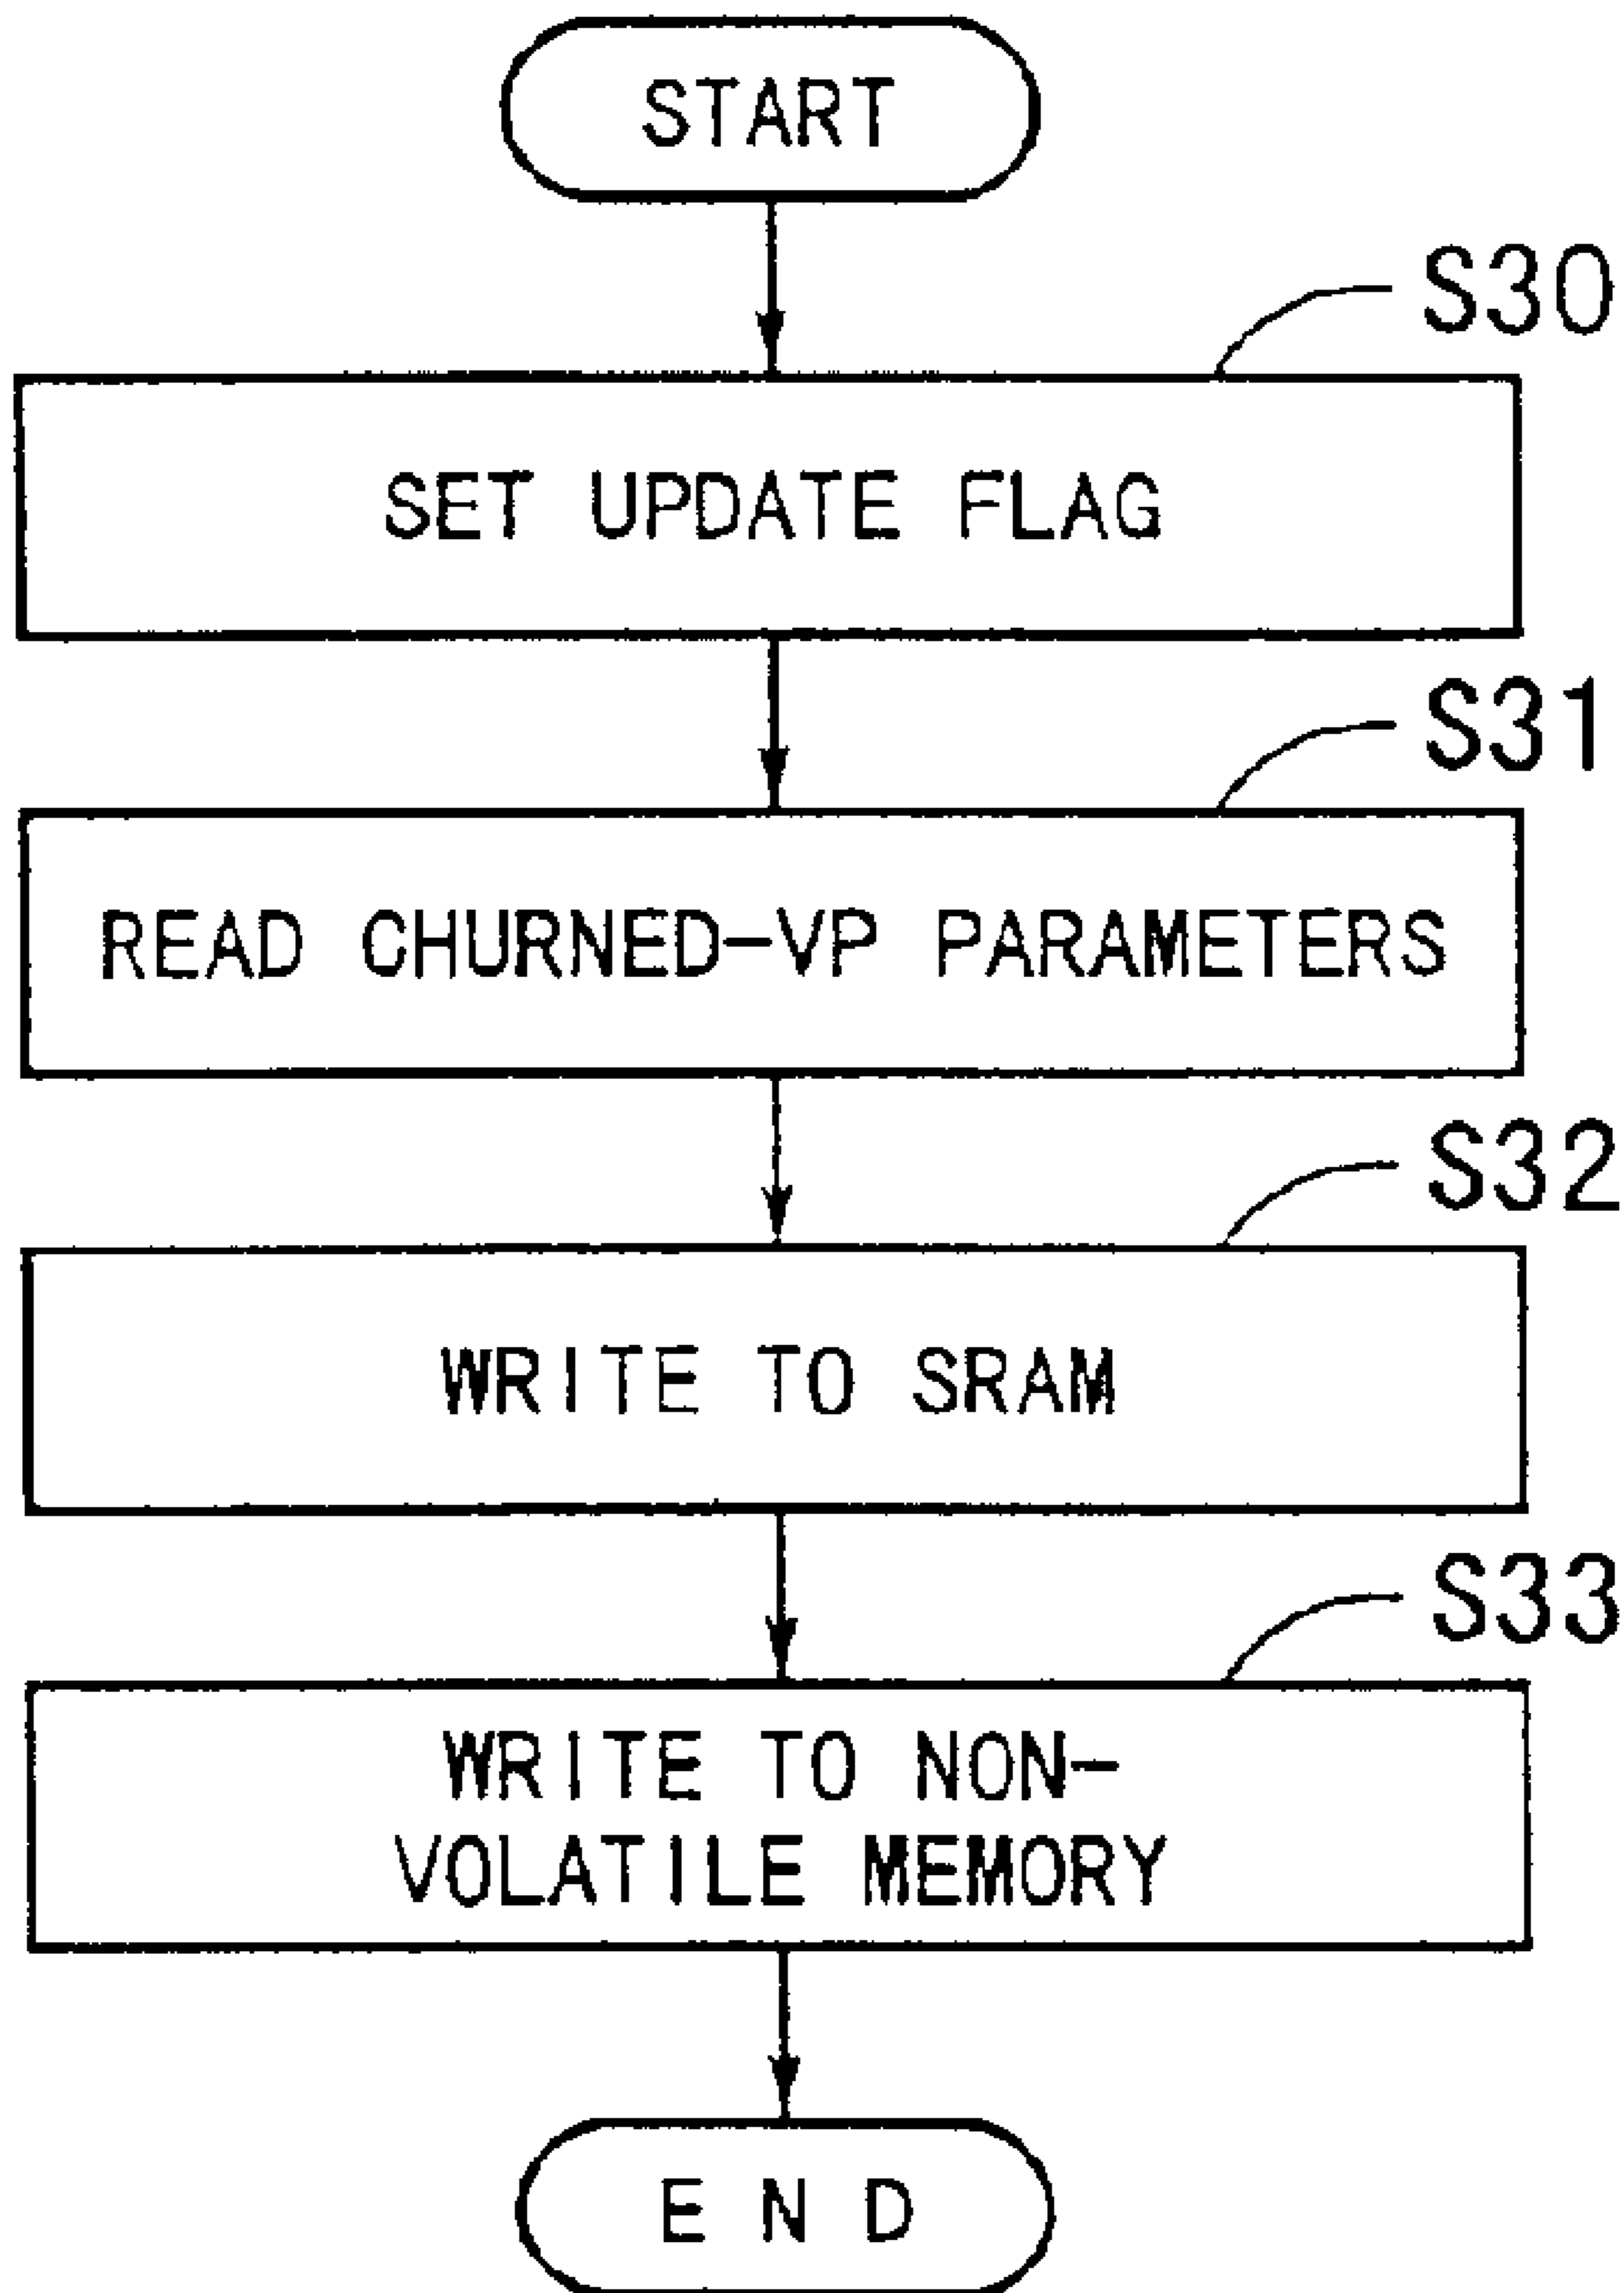 START
S30
SET UPDATE FLAG
S31
READ CHURNED-VP PARAMETERS
S32
WRITE TO SRAM
S33
WRITE TO NON-
VOLATILE MEMORY
END